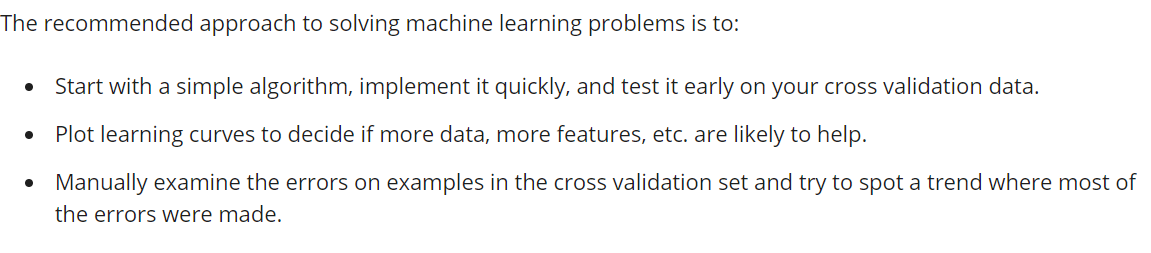 The recommended approach to solving machine learning problems is to:
• Start with a simple algorithm, implement it quickly, and test it early on your cross validation data.
• Plot learning curves to decide if more data, more features, etc. are likely to help.
• Manually examine the errors on examples in the cross validation set and try to spot a trend where most of
the errors were made.